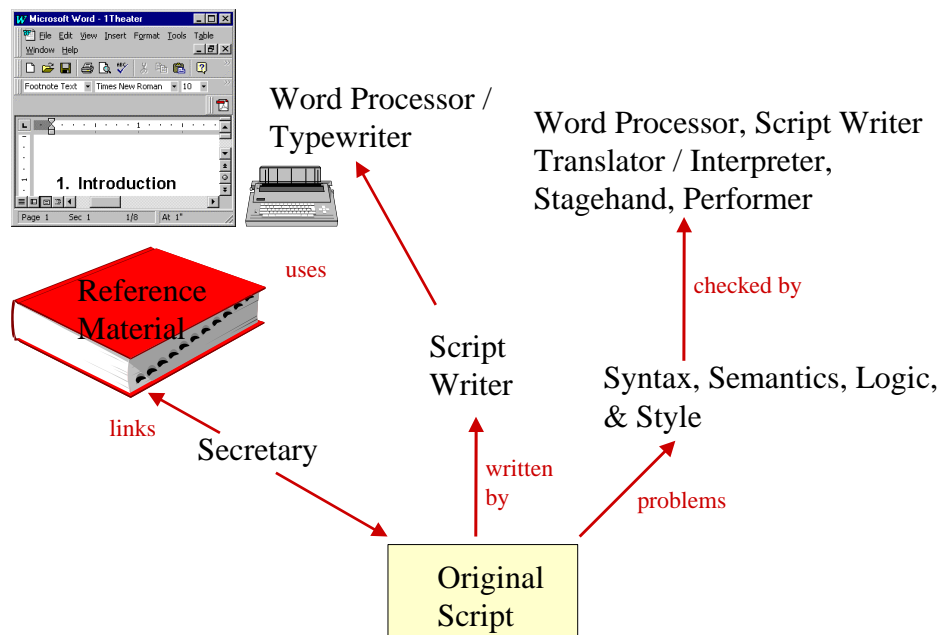 Microsoft Word - 1Theater
File Edit View Insert Format Tools Table
Window Help
Footnote Text Times New Roman 10
1
1. Introduction
Page 1 Sec 1 1/8 At 1"
Word Processor /
Typewriter
Word Processor, Script Writer
Translator / Interpreter,
Stagehand, Performer
uses
checked by
Reference
Material
Script
Writer
Syntax, Semantics, Logic,
& Style
links
Secretary
written
by
problems
Original
Script